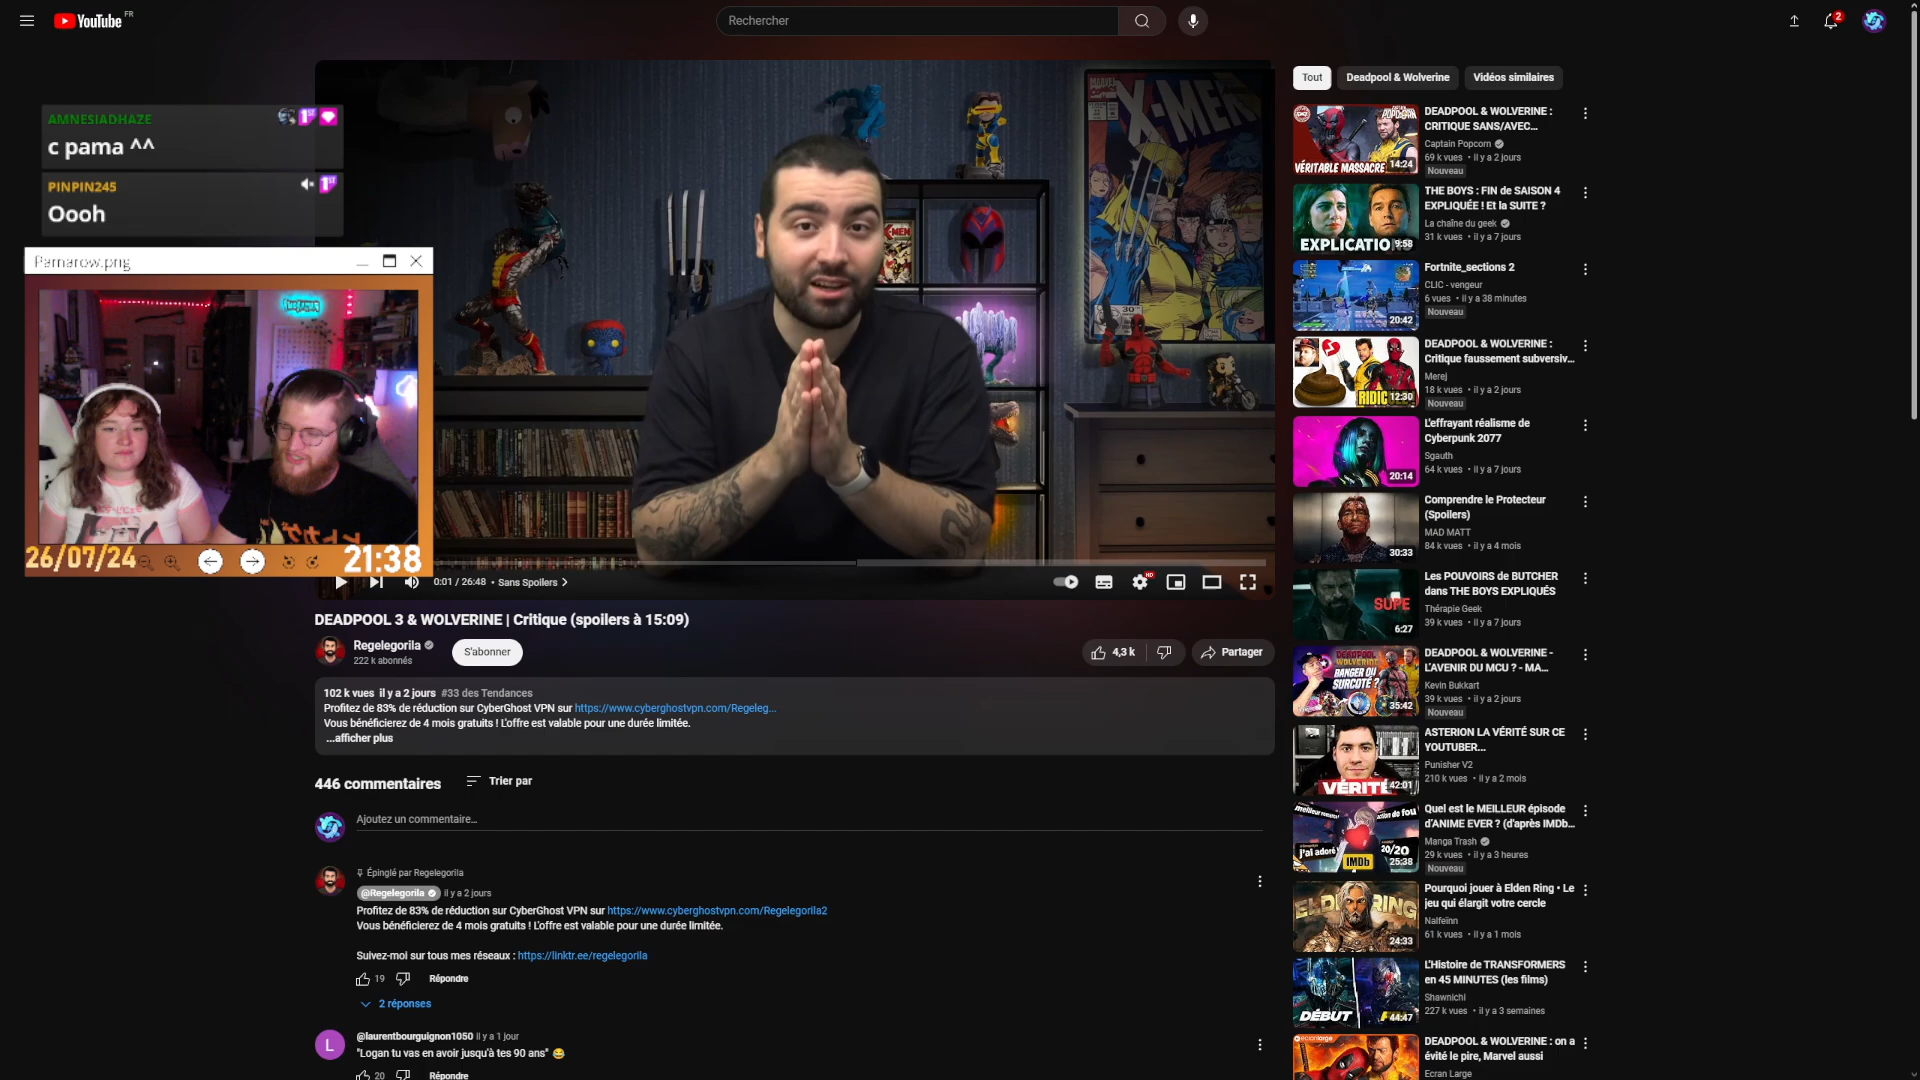 YouTube FR
Rechercher
2
AMNESIADHAZE
c pama ^^
PINPIN245
Oooh
Pamarow.png
26/07/24
21:38
MARVEL COMICS
X-MEN
30
0:01 / 26:48 • Sans Spoilers
HD
DEADPOOL 3 & WOLVERINE | Critique (spoilers à 15:09)
Regelegorila
222 k abonnés
S'abonner
4,3 k
Partager
102 k vues il y a 2 jours #33 des Tendances
Profitez de 83% de réduction sur CyberGhost VPN sur https://www.cyberghostvpn.com/Regeleg...
Vous bénéficierez de 4 mois gratuits ! L'offre est valable pour une durée limitée.
...afficher plus
446 commentaires
Trier par
Ajoutez un commentaire...
Épinglé par Regelegorila
@Regelegorila il y a 2 jours
Profitez de 83% de réduction sur CyberGhost VPN sur https://www.cyberghostvpn.com/Regelegorila2
Vous bénéficierez de 4 mois gratuits ! L'offre est valable pour une durée limitée.
Suivez-moi sur tous mes réseaux : https://linktr.ee/regelegorila
19
Répondre
2 réponses
L
@laurentbourguignon1050 il y a 1 jour
"Logan tu vas en avoir jusqu'à tes 90 ans" 😂
20
Répondre
Tout
Deadpool & Wolverine
Vidéos similaires
VÉRITABLE MASSACRE
14:24
DEADPOOL & WOLVERINE :
CRITIQUE SANS/AVEC...
Captain Popcorn
69 k vues • il y a 2 jours
Nouveau
EXPLICATIO
9:58
THE BOYS : FIN de SAISON 4
EXPLIQUÉE ! Et la SUITE ?
La chaîne du geek
31 k vues • il y a 7 jours
20:42
Fortnite_sections 2
CLIC - vengeur
6 vues • il y a 38 minutes
Nouveau
RIDIC
12:30
DEADPOOL & WOLVERINE :
Critique faussement subversiv...
Merej
18 k vues • il y a 2 jours
Nouveau
20:14
L'effrayant réalisme de
Cyberpunk 2077
Sgauth
64 k vues • il y a 7 jours
30:33
Comprendre le Protecteur
(Spoilers)
MAD MATT
84 k vues • il y a 4 mois
SUPE
6:27
Les POUVOIRS de BUTCHER
dans THE BOYS EXPLIQUÉS
Thérapie Geek
39 k vues • il y a 7 jours
DEADPOOL
WOLVERINE
BANGER OU
SURCOTÉ ?
35:42
DEADPOOL & WOLVERINE -
L'AVENIR DU MCU ? - MA...
Kevin Bukkart
39 k vues • il y a 2 jours
Nouveau
VÉRITÉ
42:01
ASTERION LA VÉRITÉ SUR CE
YOUTUBER...
Punisher V2
210 k vues • il y a 2 mois
j'ai adoré
IMDb
20/20
25:38
Quel est le MEILLEUR épisode
d'ANIME EVER ? (d'après IMDb...
Manga Trash
29 k vues • il y a 3 heures
Nouveau
ELDEN RING
24:33
Pourquoi jouer à Elden Ring • Le
jeu qui élargit votre cercle
Nalfeïnn
61 k vues • il y a 1 mois
DÉBUT
44:47
L'Histoire de TRANSFORMERS
en 45 MINUTES (les films)
Shawnichi
227 k vues • il y a 3 semaines
écranlarge
DEADPOOL & WOLVERINE : on a
évité le pire, Marvel aussi
Ecran Large